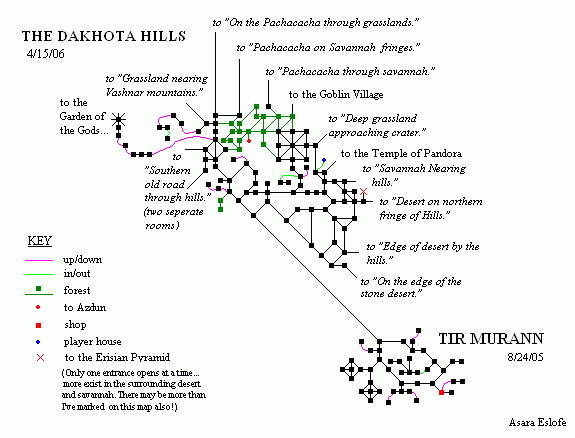 THE DAKHOTA HILLS
4/15/06
to "On the Pachacacha through grasslands."
to "Pachacacha on Savannah fringes."
to "Pachacacha through savannah."
to "Grassland nearing
Vashnar mountains."
to the Goblin Village
to the
Garden of
the Gods...
to "Deep grassland
approaching crater."
to the Temple of Pandora
to "Savannah Nearing
hills."
to
"Southern
old road
through hills."
(two seperate
rooms)
to "Desert on northern
fringe of Hills."
to "Edge of desert by the
hills."
to "On the edge of the
stone desert."
KEY
up/down
in/out
forest
to Azdun
shop
player house
to the Erisian Pyramid
(Only one entrance opens at a time...
more exist in the surrounding desert
and savannah. There may be more than
I've marked on this map also!)
TIR MURANN
8/24/05
Asara Eslofe